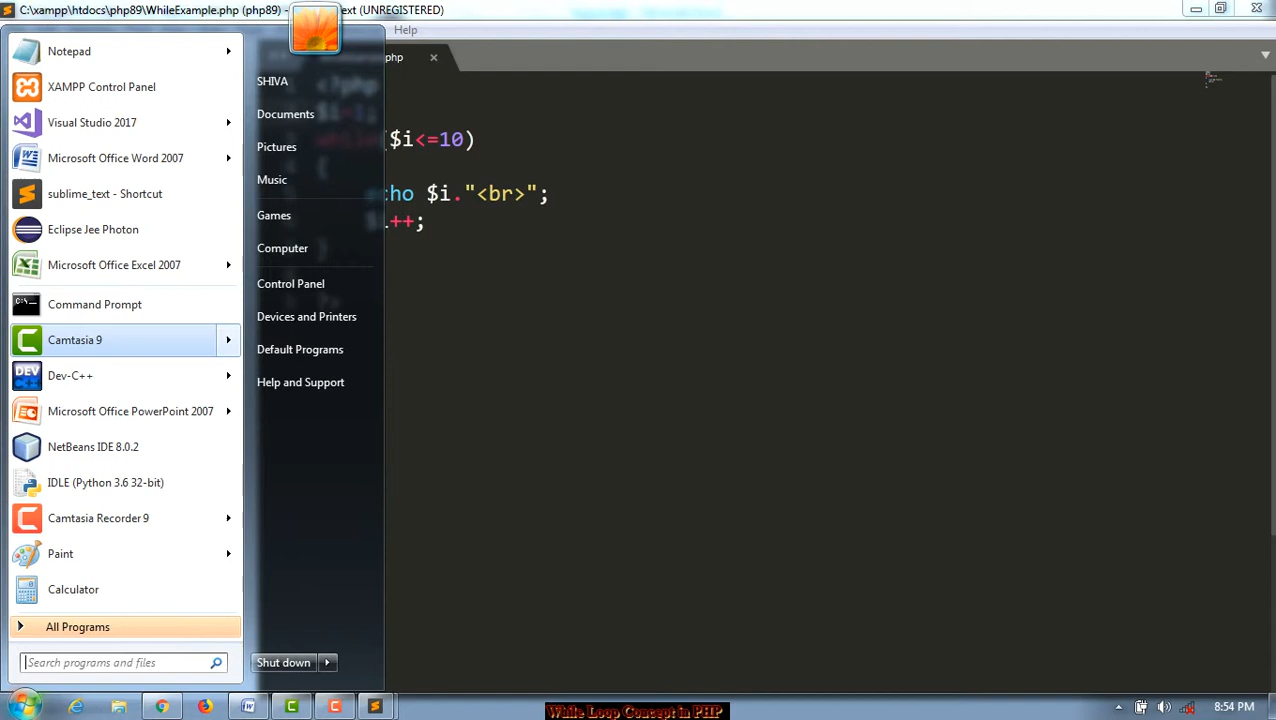 C:\xampp\htdocs\php89\WhileExample.php (php89) - ext (UNREGISTERED)
Help
php
Notepad
XAMPP Control Panel
Visual Studio 2017
Microsoft Office Word 2007
sublime_text - Shortcut
Eclipse Jee Photon
Microsoft Office Excel 2007
Command Prompt
Camtasia 9
Dev-C++
Microsoft Office PowerPoint 2007
NetBeans IDE 8.0.2
IDLE (Python 3.6 32-bit)
Camtasia Recorder 9
Paint
Calculator
All Programs
Search programs and files
SHIVA
Documents
Pictures
Music
Games
Computer
Control Panel
Devices and Printers
Default Programs
Help and Support
Shut down
<?php
($i<=10)
{
cho $i."<br>";
++;
}
?>
While Loop Concept in PHP
8:54 PM